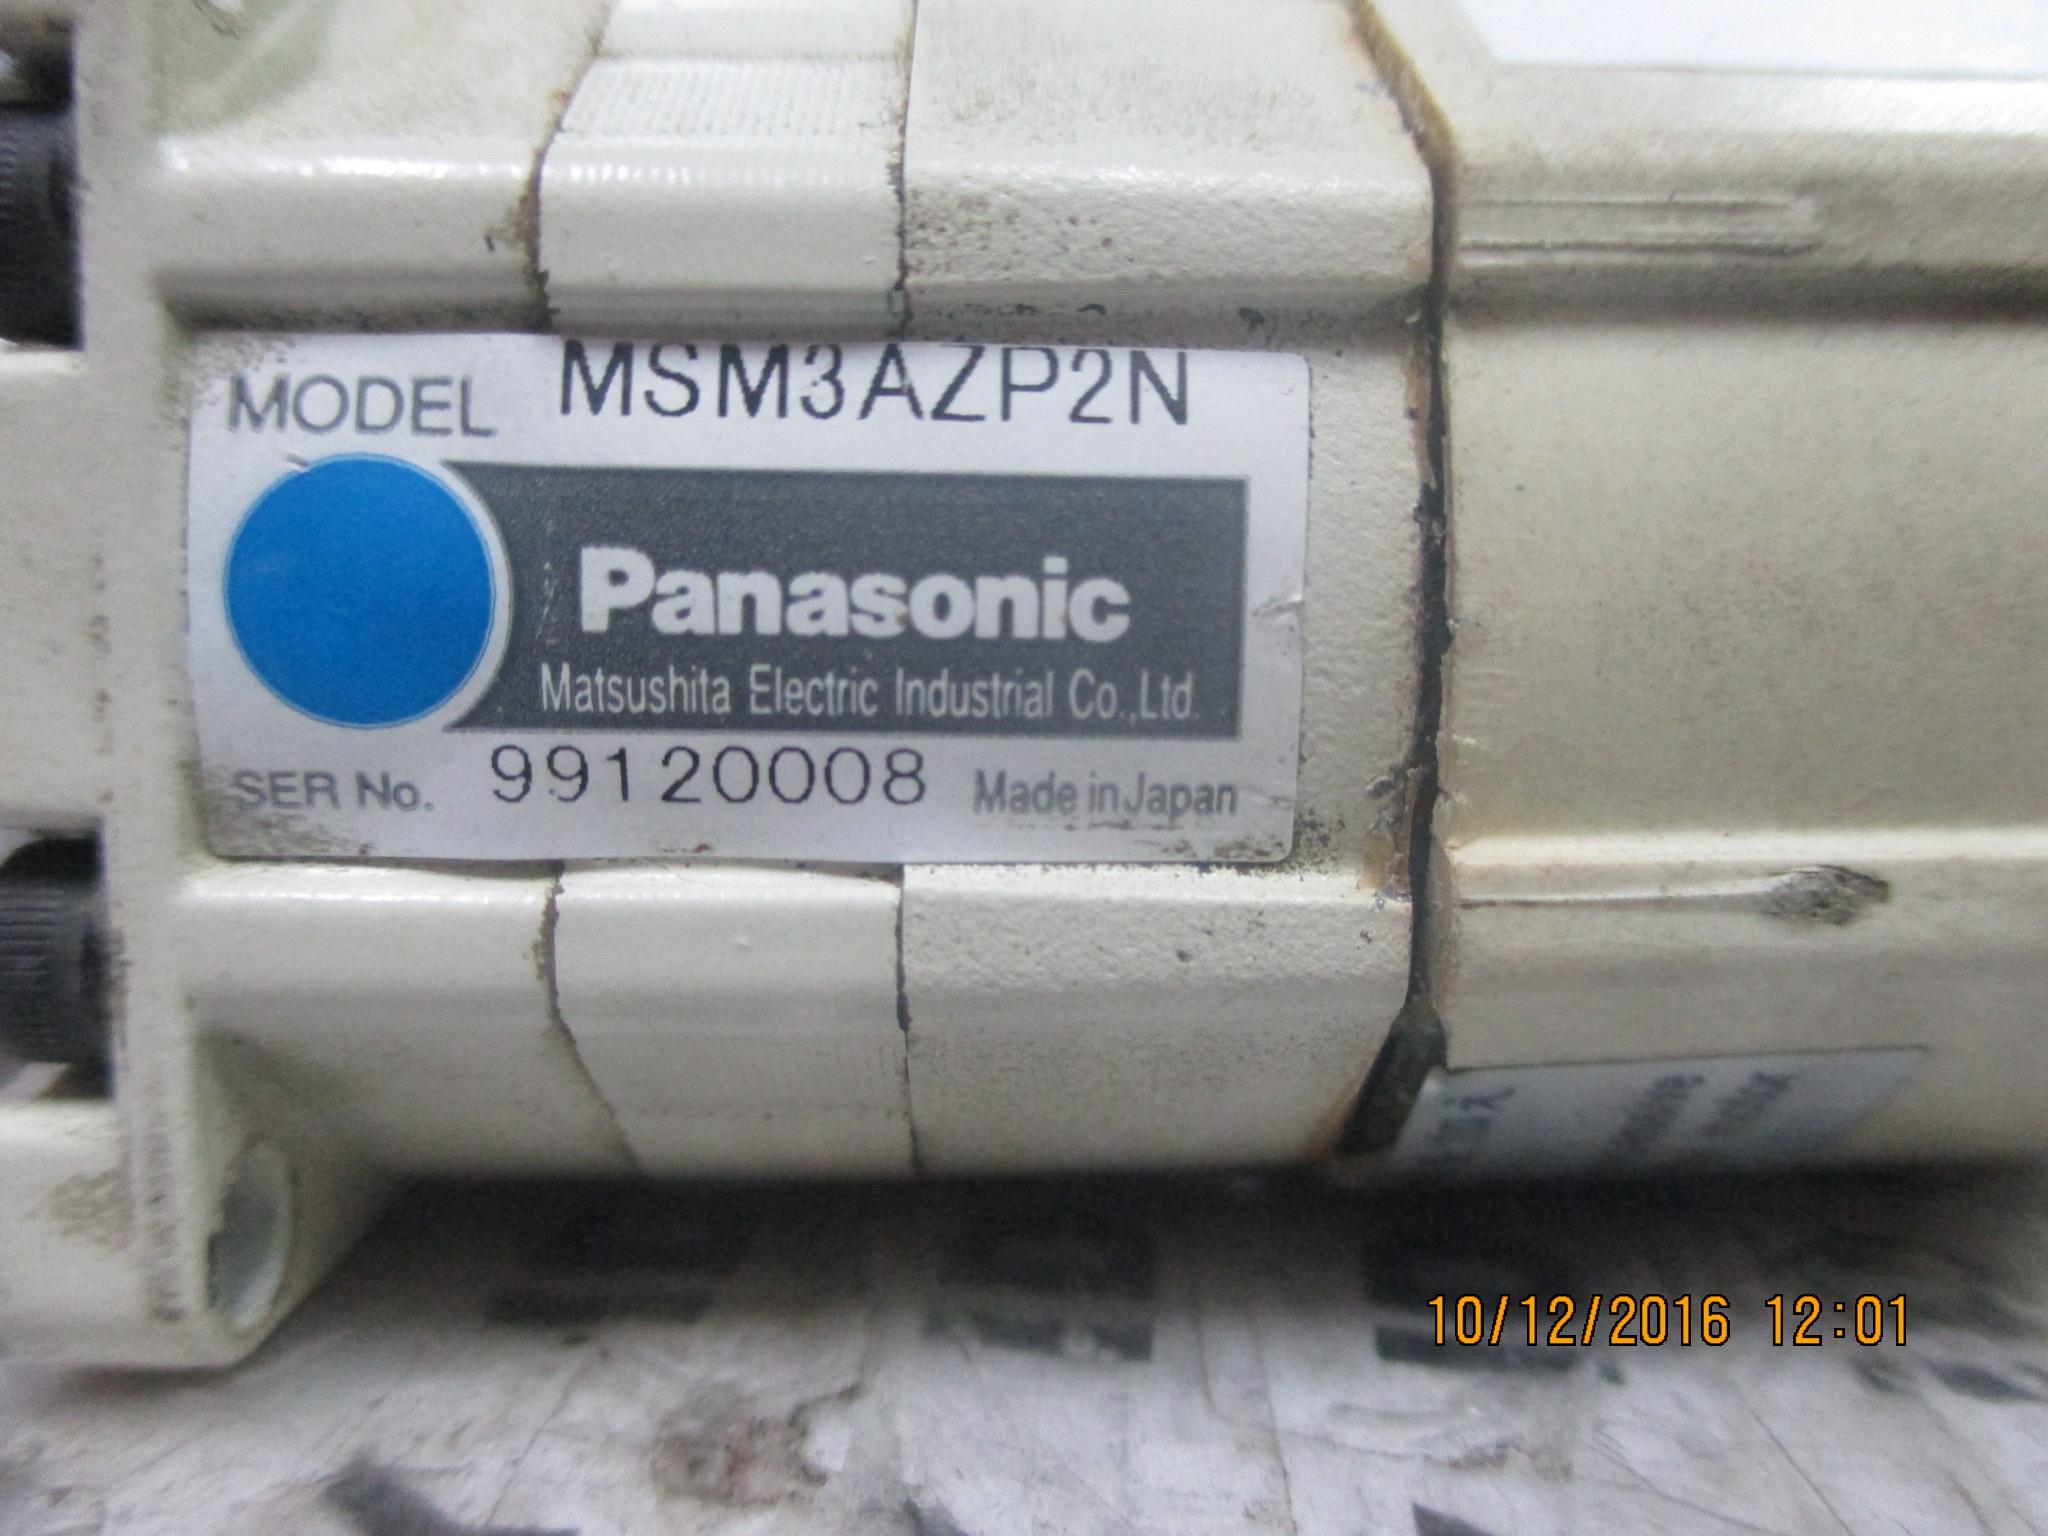 MODEL MSM3AZP2N
Panasonic
Matsushita Electric Industrial Co.,Ltd.
SER No. 99120008 Made in Japan
10/12/2016 12:01